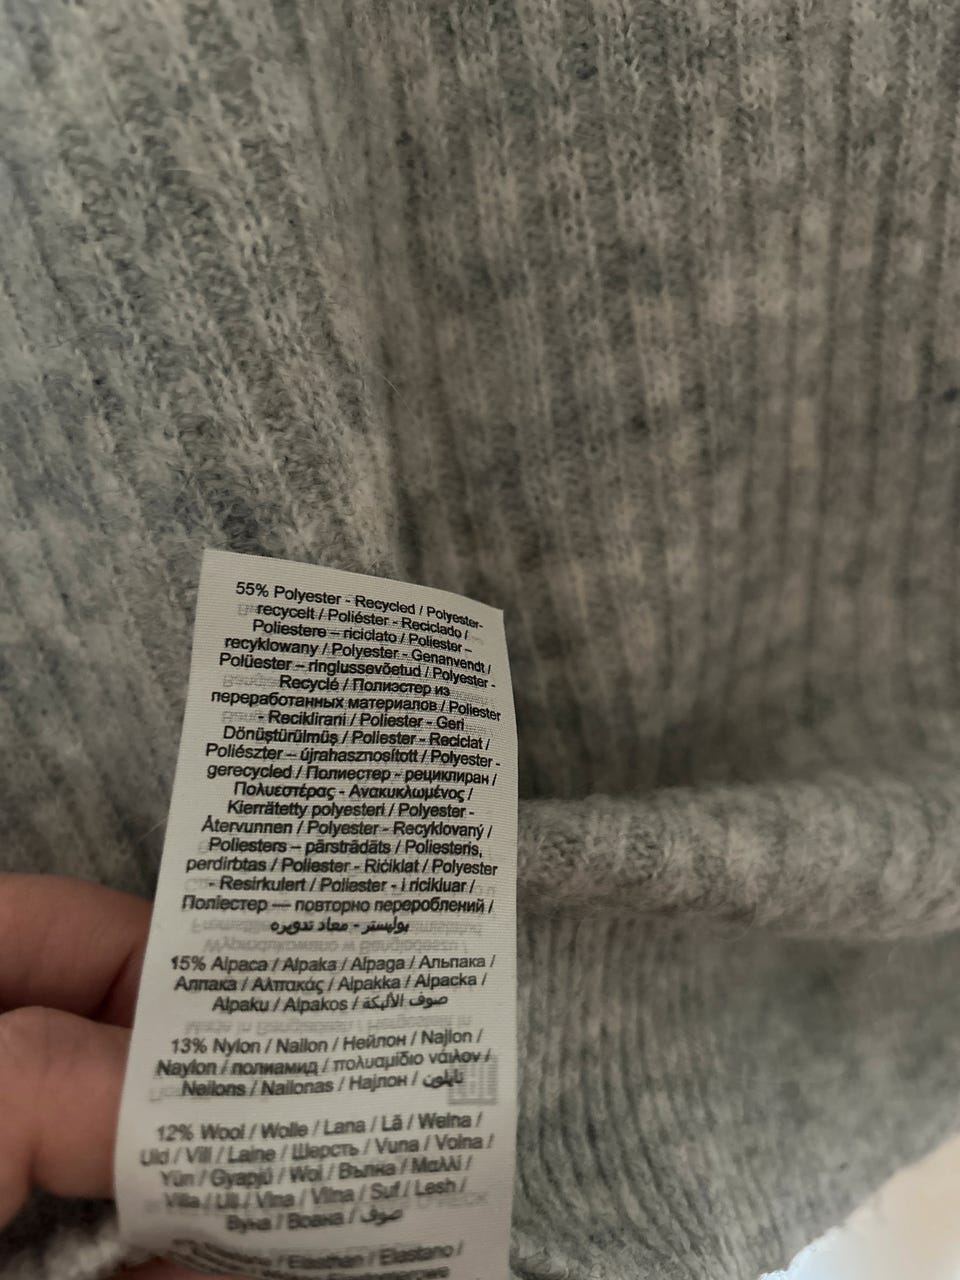 55% Polyester - Recycled / Polyester-
recycelt / Poliéster - Reciclado /
Poliestere – riciclato / Poliester –
recyklowany / Polyester - Genanvendt /
Polüester – ringlussevõetud / Polyester -
Recyclé / Полиэстер из
переработанных материалов / Poliester
- Reciklirani / Poliester - Geri
Dönüştürülmüş / Poliester - Reciclat /
Poliészter – újrahasznosított / Polyester -
gerecycled / Полиестер - рециклиран /
Πολυεστέρας - Ανακυκλωμένος /
Kierrätetty polyesteri / Polyester -
Återvunnen / Polyester - Recyklovaný /
Poliesters – pārstrādāts / Poliesteris,
perdirbtas / Poliester - Riċiklat / Polyester
- Resirkulert / Poliester - i ricikluar /
Поліестер — повторно перероблений /
بوليستر - معاد تدويره
15% Alpaca / Alpaka / Alpaga / Альпака /
Алпака / Αλπακάς / Alpakka / Alpacka /
Alpaku / Alpakos / صوف الألبكة
13% Nylon / Nailon / Нейлон / Najlon /
Naylon / полиамид / πολυαμίδιο νάιλον /
Neilons / Nailonas / Најлон / نايلون
12% Wool / Wolle / Lana / Lã / Wełna /
Uld / Vill / Laine / Шерсть / Vuna / Volna /
Yün / Gyapjú / Wol / Вълна / Μαλλί /
Villa / Ull / Vlna / Vilna / Suf / Lesh /
Вуна / Вовна / صوف
Elasthan / Elastano /